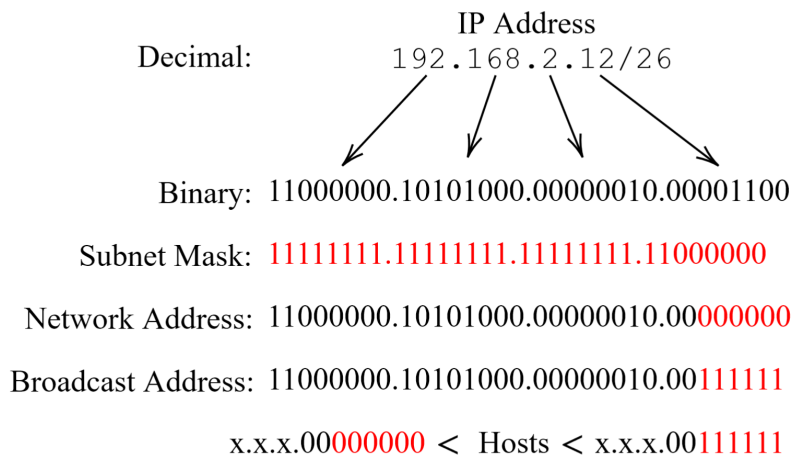 IP Address
Decimal: 192.168.2.12/26
Binary: 11000000.10101000.00000010.00001100
Subnet Mask: 11111111.11111111.11111111.11000000
Network Address: 11000000.10101000.00000010.00000000
Broadcast Address: 11000000.10101000.00000010.00111111
x.x.x.00000000 < Hosts < x.x.x.00111111